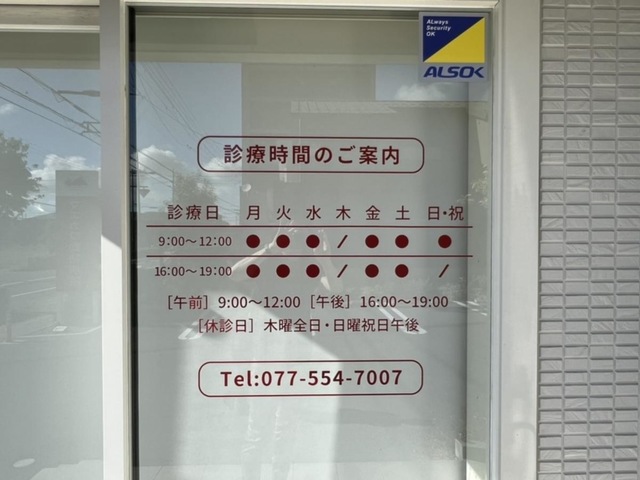 ALways
Security
OK
ALSOK
診療時間のご案内
診療日 月 火 水 木 金 土 日・祝
9:00～12:00 ● ● ● / ● ● ●
16:00～19:00 ● ● ● / ● ● /
［午前］9:00～12:00［午後］16:00～19:00
［休診日］木曜全日・日曜祝日午後
Tel:077-554-7007